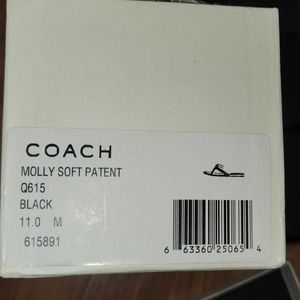 COACH
MOLLY SOFT PATENT
Q615
BLACK
11.0 M
615891
6 63360 25065 4